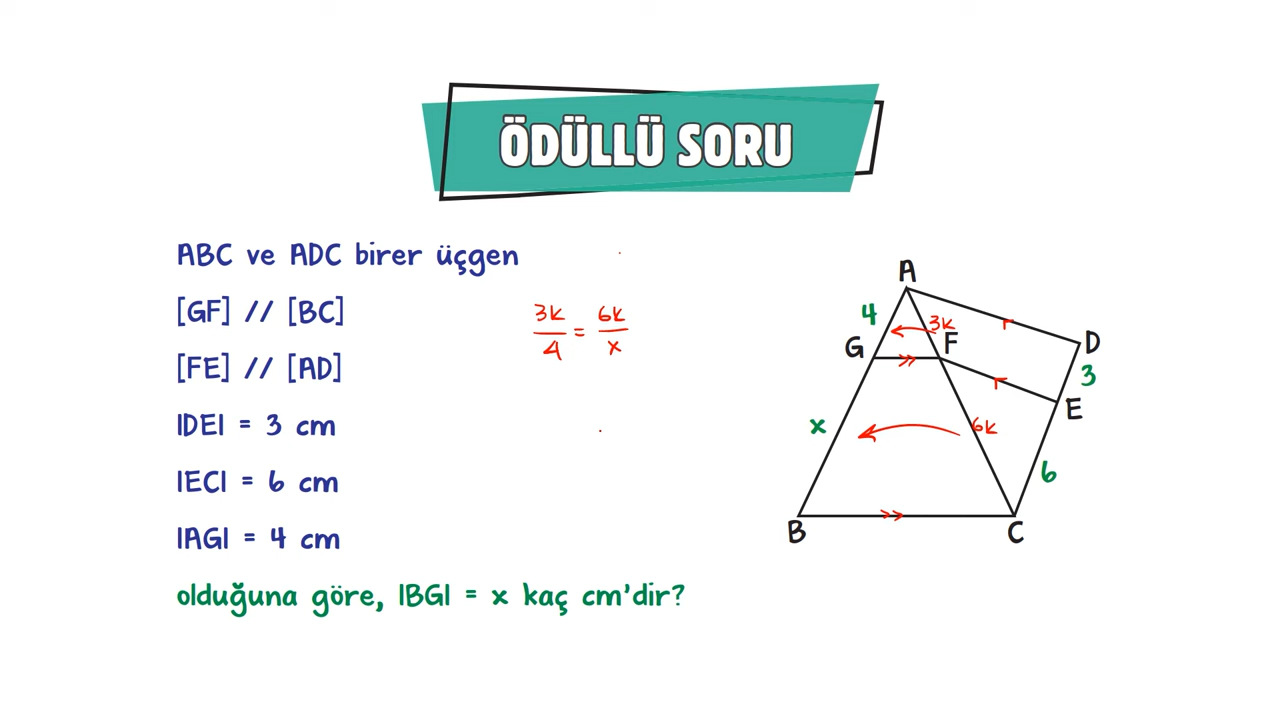 ÖDÜLLÜ SORU
ABC ve ADC birer üçgen
[GF] // [BC]
[FE] // [AD]
|DE| = 3 cm
|EC| = 6 cm
|AG| = 4 cm
olduğuna göre, |BG| = x kaç cm'dir?
3k/4 = 6k/x
A
4
3k
G
F
D
3
E
x
6k
6
B
C